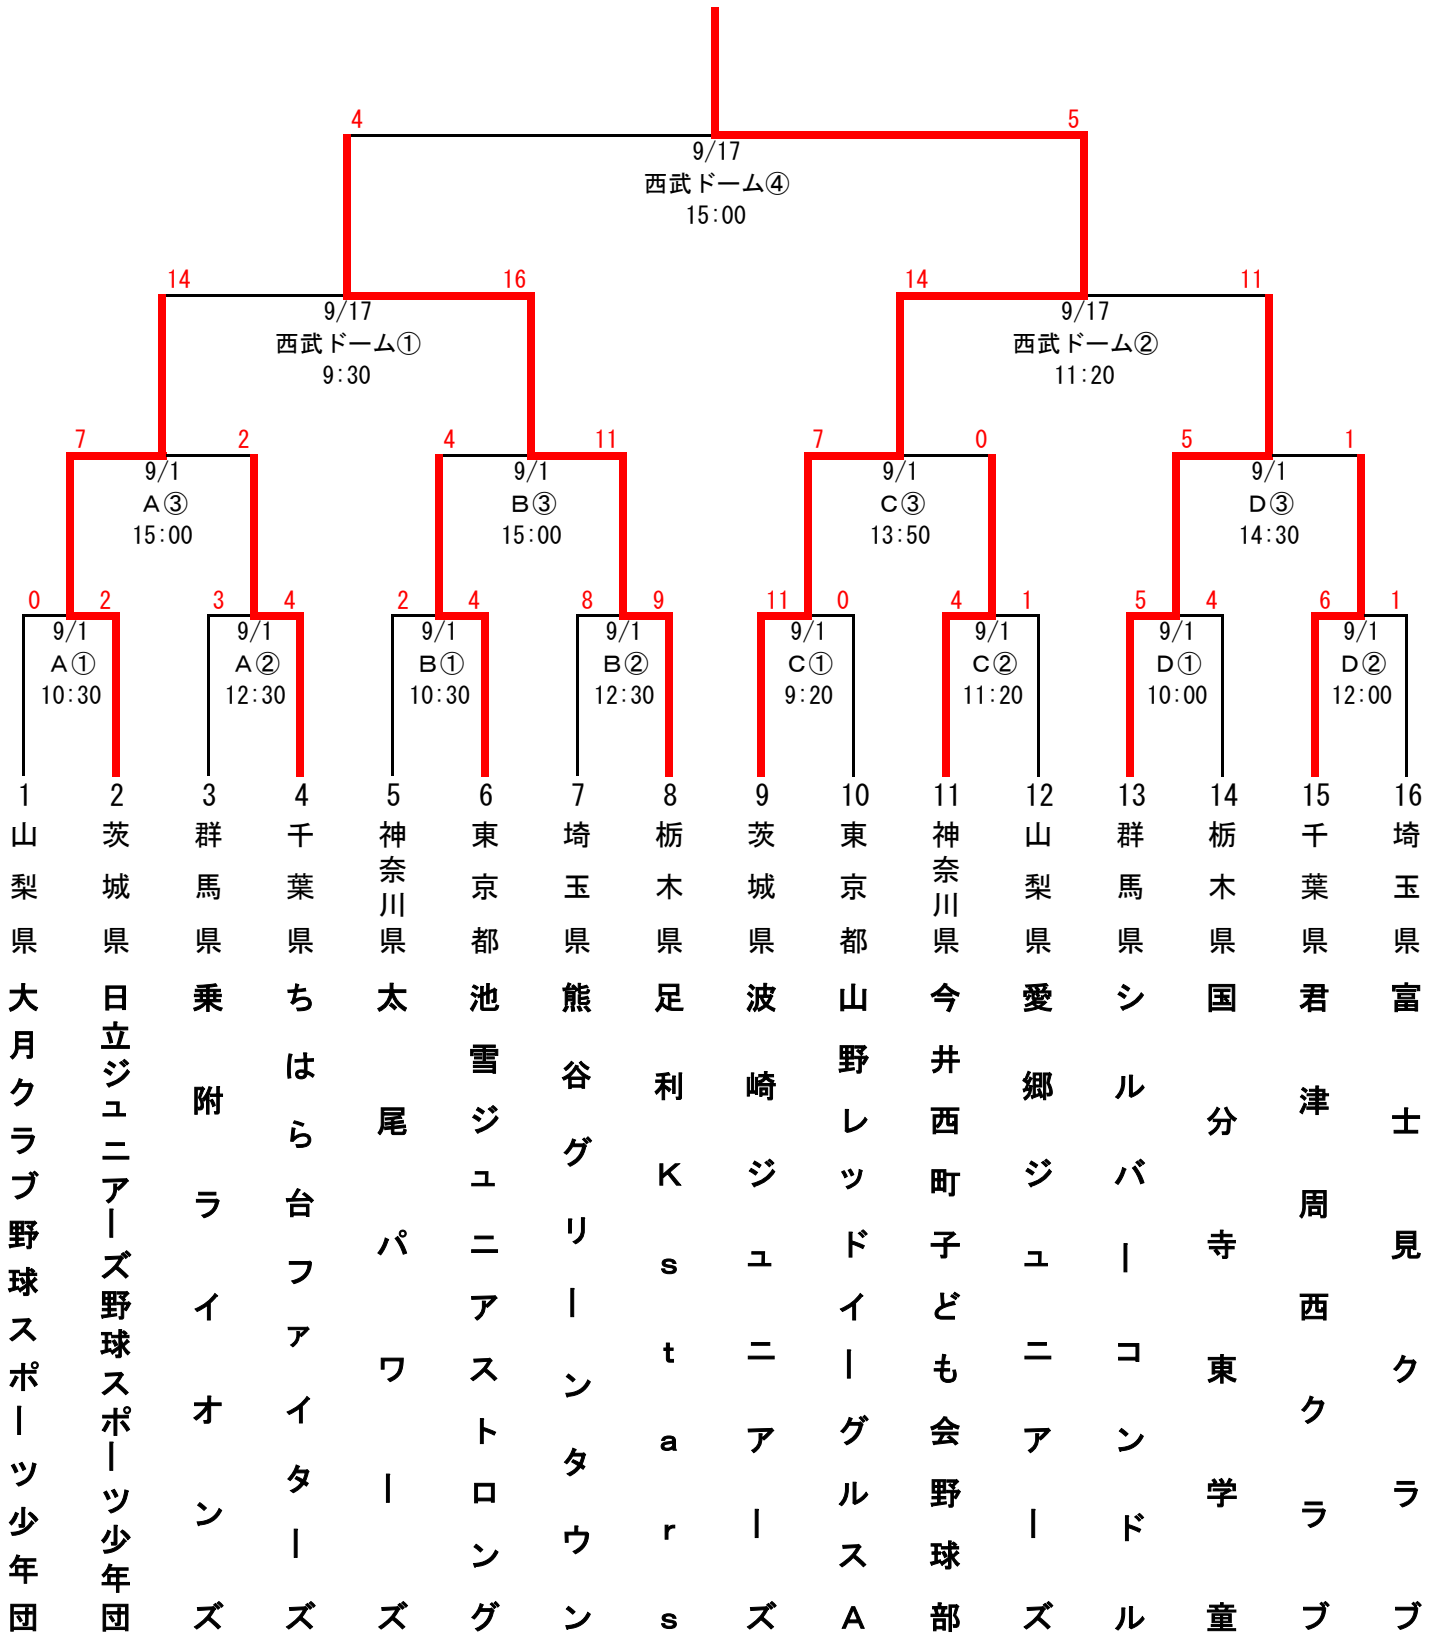 4 5
9/17
西武ドーム④
15:00
14 16 14 11
9/17 9/17
西武ドーム① 西武ドーム②
9:30 11:20
7 2 4 11 7 0 5 1
9/1 9/1 9/1 9/1
A③ B③ C③ D③
15:00 15:00 13:50 14:30
0 2 3 4 2 4 8 9 11 0 4 1 5 4 6 1
9/1 9/1 9/1 9/1 9/1 9/1 9/1 9/1
A① A② B① B② C① C② D① D②
10:30 12:30 10:30 12:30 9:20 11:20 10:00 12:00
1 2 3 4 5 6 7 8 9 10 11 12 13 14 15 16
山梨県
茨城県
群馬県
千葉県
神奈川県
東京都
埼玉県
栃木県
茨城県
東京都
神奈川県
山梨県
群馬県
栃木県
千葉県
埼玉県
大月クラブ野球スポーツ少年団
日立ジュニアーズ野球スポーツ少年団
乗附ライオンズ
ちはら台ファイターズ
太尾パワーズ
池雪ジュニアストロング
熊谷グリーンタウン
足利Kstars
波崎ジュニアーズ
山野レッドイーグルスA
今井西町子ども会野球部
愛郷ジュニアーズ
シルバーコンドル
国分寺東学童
君津周西クラブ
富士見クラブ